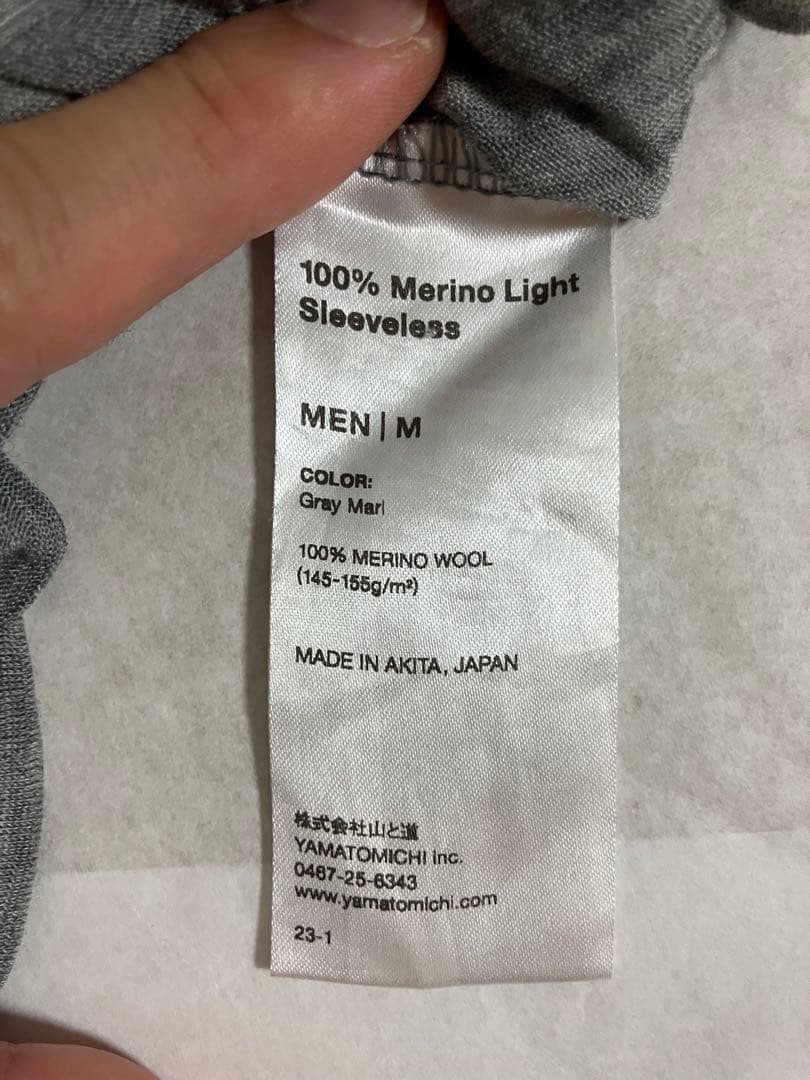 100% Merino Light
Sleeveless
MEN | M
COLOR:
Gray Marl
100% MERINO WOOL
(145-155g/m²)
MADE IN AKITA, JAPAN
株式会社山と道
YAMATOMICHI Inc.
0467-25-6343
www.yamatomichi.com
23-1